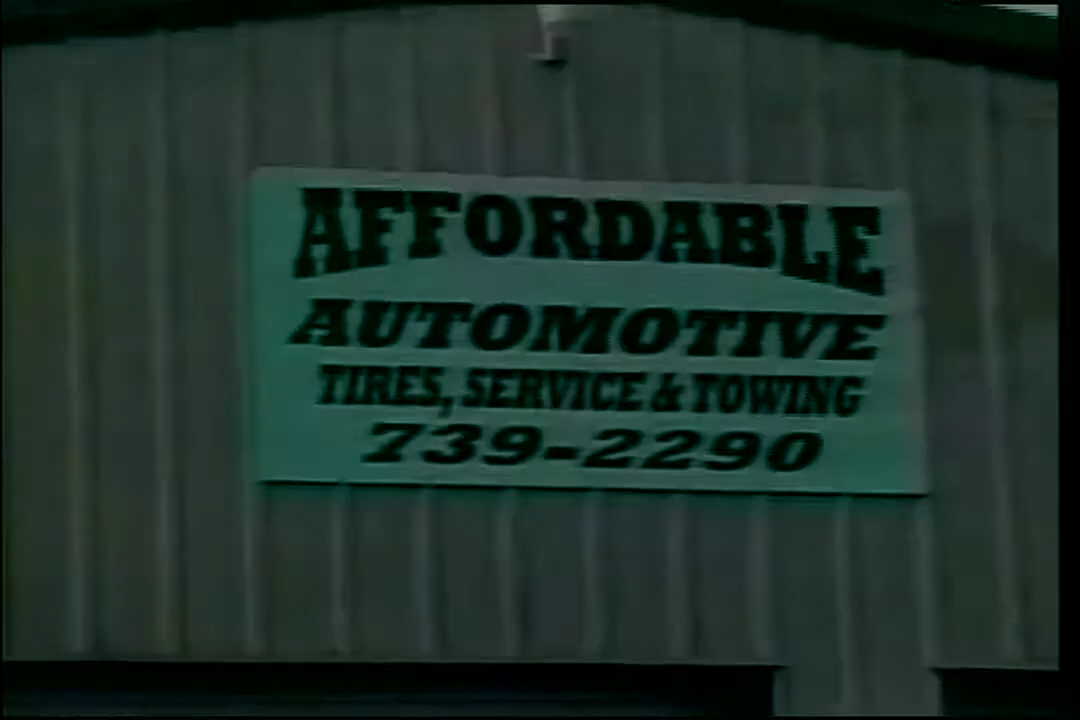 AFFORDABLE
AUTOMOTIVE
TIRES, SERVICE & TOWING
739-2290